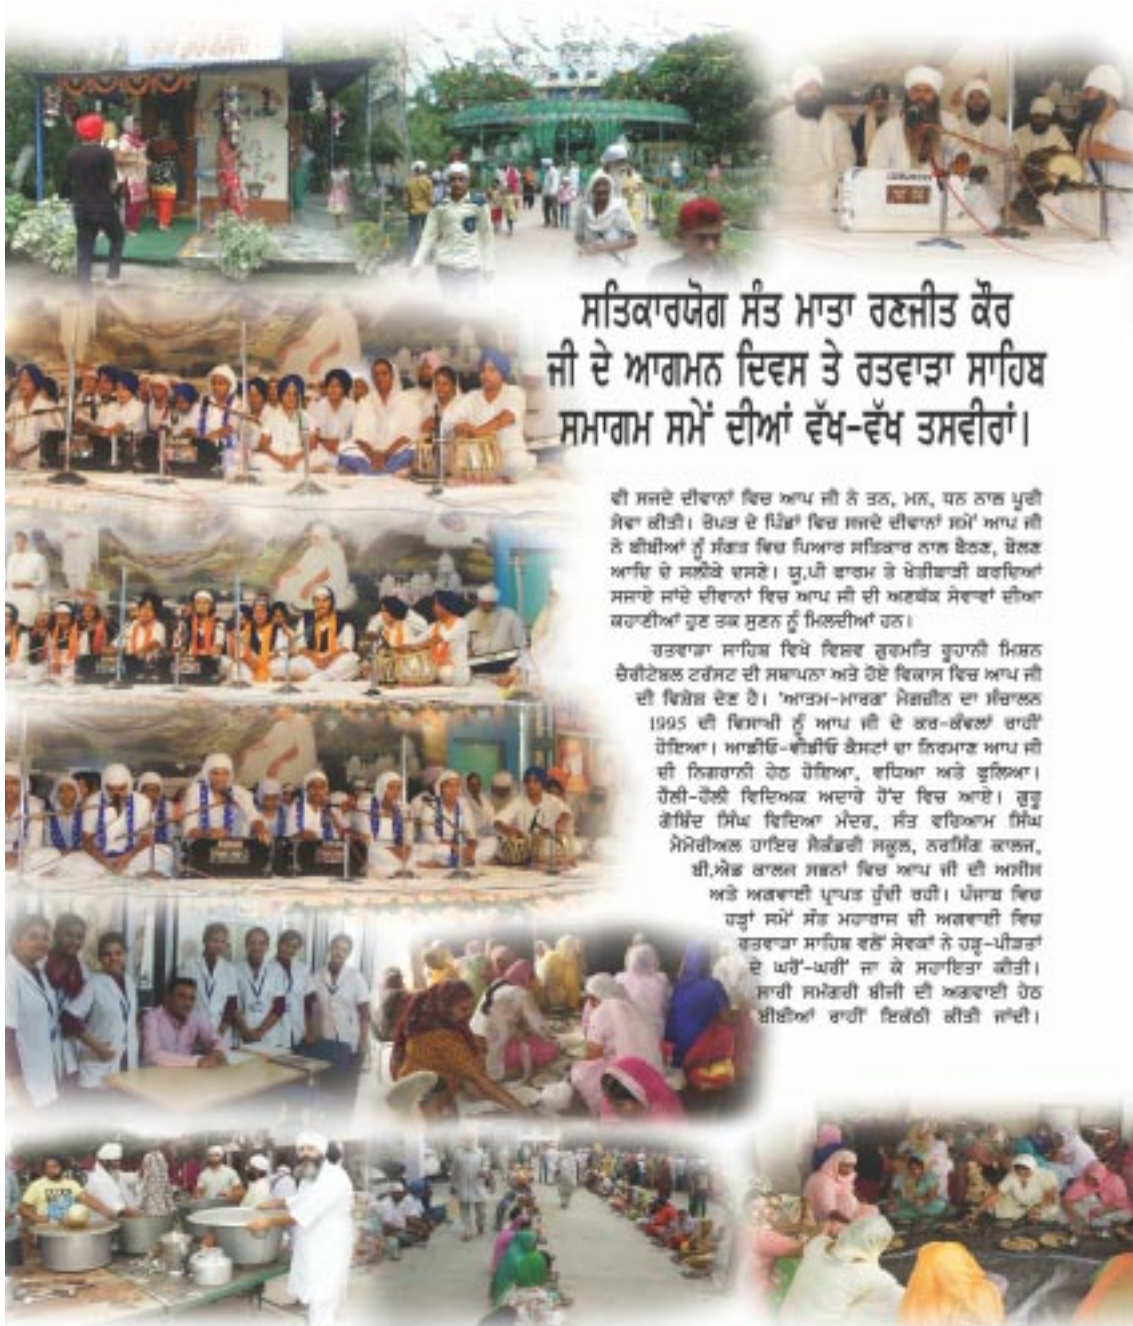 ਸਤਿਕਾਰਯੋਗ ਸੰਤ ਮਾਤਾ ਰਣਜੀਤ ਕੌਰ
ਜੀ ਦੇ ਆਗਮਨ ਦਿਵਸ ਤੇ ਰਤਵਾੜਾ ਸਾਹਿਬ
ਸਮਾਗਮ ਸਮੇਂ ਦੀਆਂ ਵੱਖ-ਵੱਖ ਤਸਵੀਰਾਂ।
ਵੀ ਸਜਦੇ ਦੀਵਾਨਾਂ ਵਿਚ ਆਪ ਜੀ ਨੇ ਤਨ, ਮਨ, ਧਨ ਨਾਲ ਪੂਰੀ
ਸੇਵਾ ਕੀਤੀ। ਰੋਪੜ ਦੇ ਪਿੰਡਾਂ ਵਿਚ ਸਜਦੇ ਦੀਵਾਨਾਂ ਸਮੇਂ ਆਪ ਜੀ
ਨੇ ਬੀਬੀਆਂ ਨੂੰ ਸੰਗਤ ਵਿਚ ਪਿਆਰ ਸਤਿਕਾਰ ਨਾਲ ਬੈਠਣ, ਬੋਲਣ
ਆਦਿ ਦੇ ਸਲੀਕੇ ਦਸਣੇ। ਯੂ.ਪੀ ਫਾਰਮ ਤੇ ਖੇਤੀਬਾੜੀ ਕਰਦਿਆਂ
ਸਜਾਏ ਜਾਂਦੇ ਦੀਵਾਨਾਂ ਵਿਚ ਆਪ ਜੀ ਦੀ ਅਣਥੱਕ ਸੇਵਾਵਾਂ ਦੀਆ
ਕਹਾਣੀਆਂ ਹੁਣ ਤਕ ਸੁਣਨ ਨੂੰ ਮਿਲਦੀਆਂ ਹਨ।
ਰਤਵਾੜਾ ਸਾਹਿਬ ਵਿਖੇ ਵਿਸ਼ਵ ਗੁਰਮਤਿ ਰੂਹਾਨੀ ਮਿਸ਼ਨ
ਚੈਰੀਟੇਬਲ ਟਰੱਸਟ ਦੀ ਸਥਾਪਨਾ ਅਤੇ ਹੋਏ ਵਿਕਾਸ ਵਿਚ ਆਪ ਜੀ
ਦੀ ਵਿਸ਼ੇਸ਼ ਦੇਣ ਹੈ। 'ਆਤਮ-ਮਾਰਗ' ਮੈਗਜ਼ੀਨ ਦਾ ਸੰਚਾਲਨ
1995 ਦੀ ਵਿਸਾਖੀ ਨੂੰ ਆਪ ਜੀ ਦੇ ਕਰ-ਕੰਵਲਾਂ ਰਾਹੀਂ
ਹੋਇਆ। ਆਡੀਓ-ਵੀਡੀਓ ਕੈਸਟਾਂ ਦਾ ਨਿਰਮਾਣ ਆਪ ਜੀ
ਦੀ ਨਿਗਰਾਨੀ ਹੇਠ ਹੋਇਆ, ਵਧਿਆ ਅਤੇ ਫੂਲਿਆ।
ਹੌਲੀ-ਹੌਲੀ ਵਿਦਿਅਕ ਅਦਾਰੇ ਹੋਂਦ ਵਿਚ ਆਏ। ਗੁਰੂ
ਗੋਬਿੰਦ ਸਿੰਘ ਵਿਦਿਆ ਮੰਦਰ, ਸੰਤ ਵਰਿਆਮ ਸਿੰਘ
ਮੈਮੋਰੀਅਲ ਹਾਇਰ ਸੈਕੰਡਰੀ ਸਕੂਲ, ਨਰਸਿੰਗ ਕਾਲਜ,
ਬੀ.ਐਡ ਕਾਲਜ ਸਭਨਾਂ ਵਿਚ ਆਪ ਜੀ ਦੀ ਅਸੀਸ
ਅਤੇ ਅਗਵਾਈ ਪ੍ਰਾਪਤ ਹੁੰਦੀ ਰਹੀ। ਪੰਜਾਬ ਵਿਚ
ਹੜ੍ਹਾਂ ਸਮੇਂ ਸੰਤ ਮਹਾਰਾਜ ਦੀ ਅਗਵਾਈ ਵਿਚ
ਰਤਵਾੜਾ ਸਾਹਿਬ ਵਲੋਂ ਸੇਵਕਾਂ ਨੇ ਹੜ੍ਹ-ਪੀੜਤਾਂ
ਦੇ ਘਰੋਂ-ਘਰੀਂ ਜਾ ਕੇ ਸਹਾਇਤਾ ਕੀਤੀ।
ਸਾਰੀ ਸਮੱਗਰੀ ਬੀਜੀ ਦੀ ਅਗਵਾਈ ਹੇਠ
ਬੀਬੀਆਂ ਰਾਹੀਂ ਇਕੱਠੀ ਕੀਤੀ ਜਾਂਦੀ।